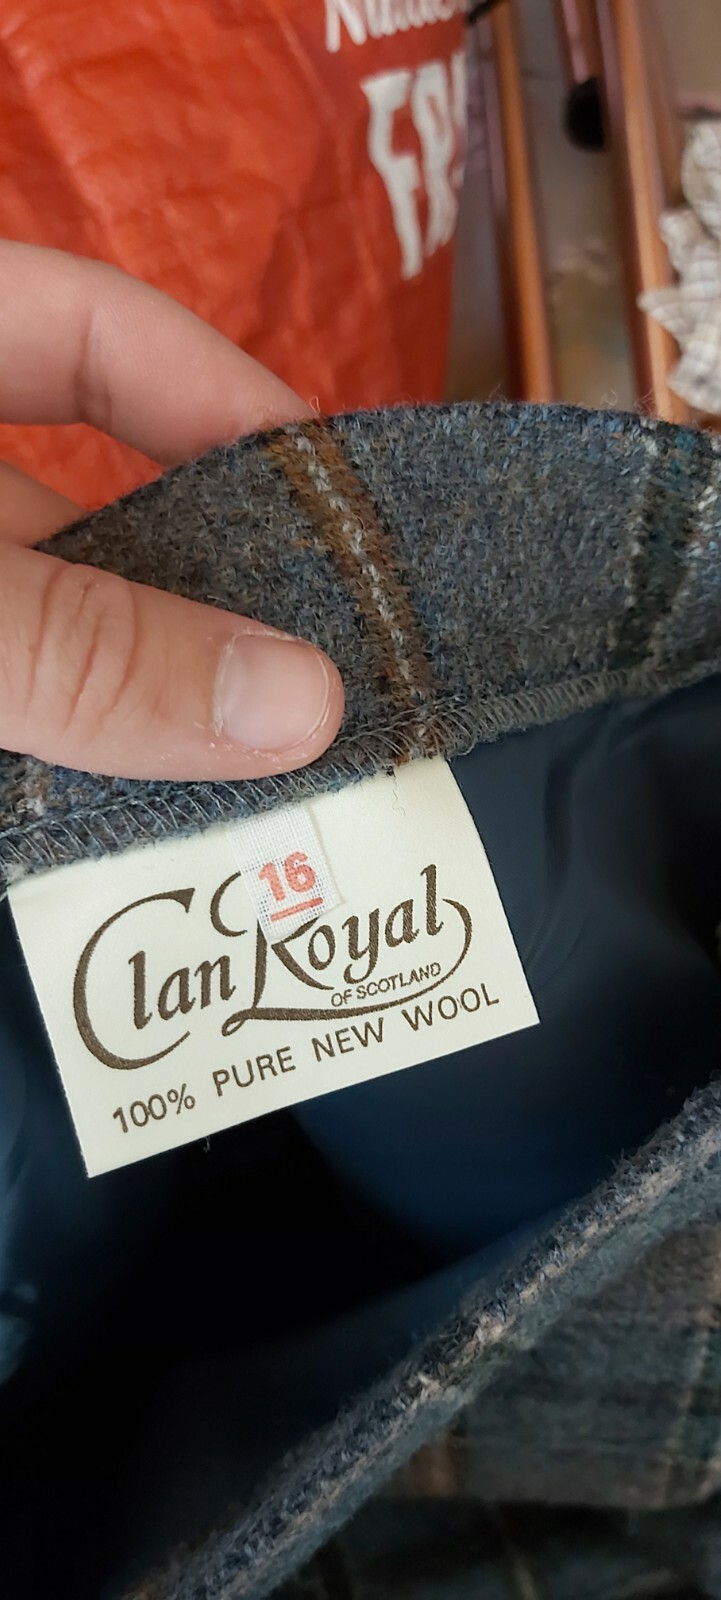 16
Clan Royal
OF SCOTLAND
100% PURE NEW WOOL